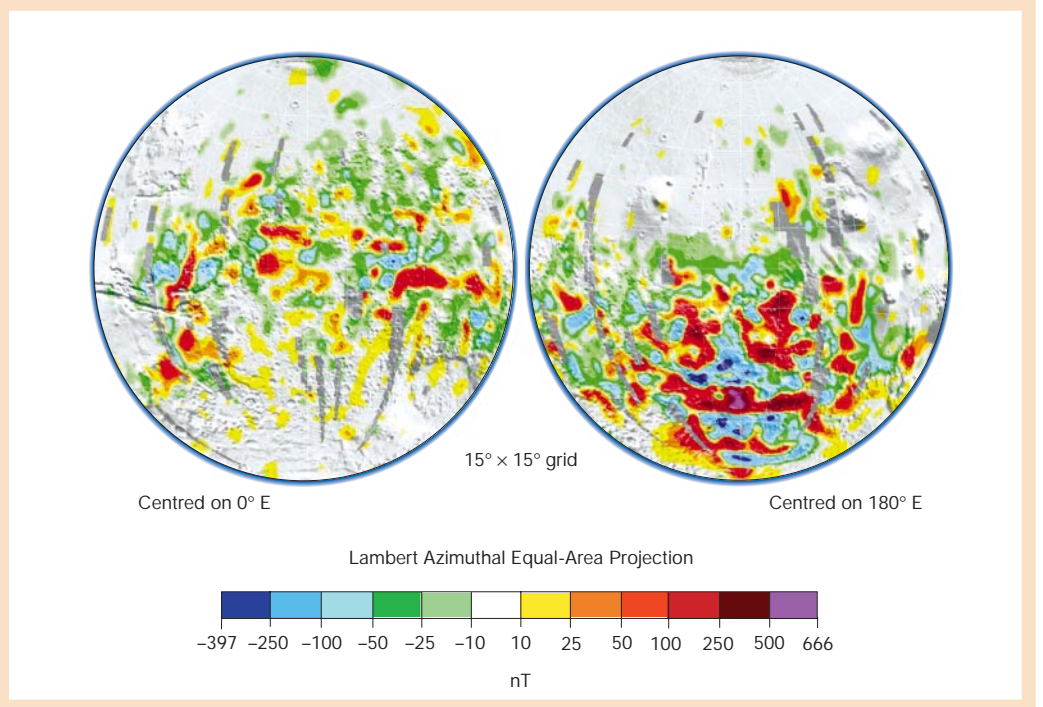 15° × 15° grid
Centred on 0° E
Centred on 180° E
Lambert Azimuthal Equal-Area Projection
–397 –250 –100 –50 –25 –10 10 25 50 100 250 500 666
nT